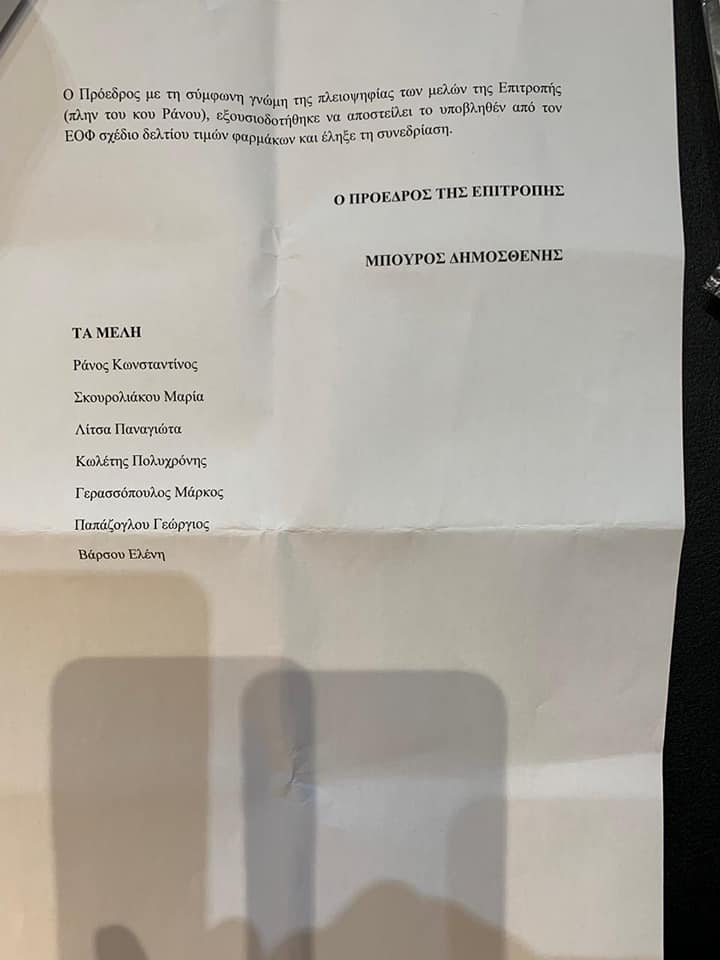 Ο Πρόεδρος με τη σύμφωνη γνώμη της πλειοψηφίας των μελών της Επιτροπής
(πλην του κου Ράνου), εξουσιοδοτήθηκε να αποστείλει το υποβληθέν από τον
ΕΟΦ σχέδιο δελτίου τιμών φαρμάκων και έληξε τη συνεδρίαση.
Ο ΠΡΟΕΔΡΟΣ ΤΗΣ ΕΠΙΤΡΟΠΗΣ
ΜΠΟΥΡΟΣ ΔΗΜΟΣΘΕΝΗΣ
ΤΑ ΜΕΛΗ
Ράνος Κωνσταντίνος
Σκουρολιάκου Μαρία
Λίτσα Παναγιώτα
Κωλέτης Πολυχρόνης
Γερασσόπουλος Μάρκος
Παπάζογλου Γεώργιος
Βάρσου Ελένη